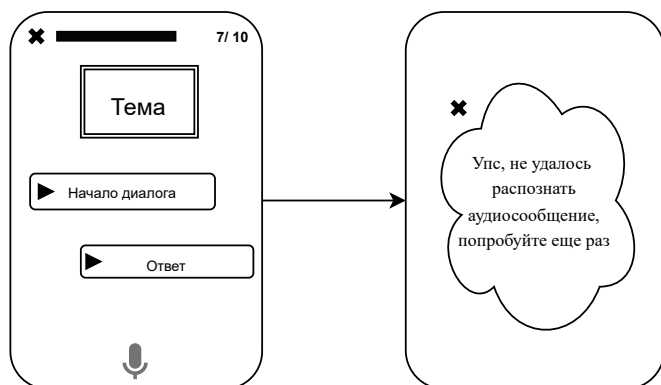 7/ 10
Тема
Начало диалога
Ответ
Упс, не удалось
распознать
аудиосообщение,
попробуйте еще раз